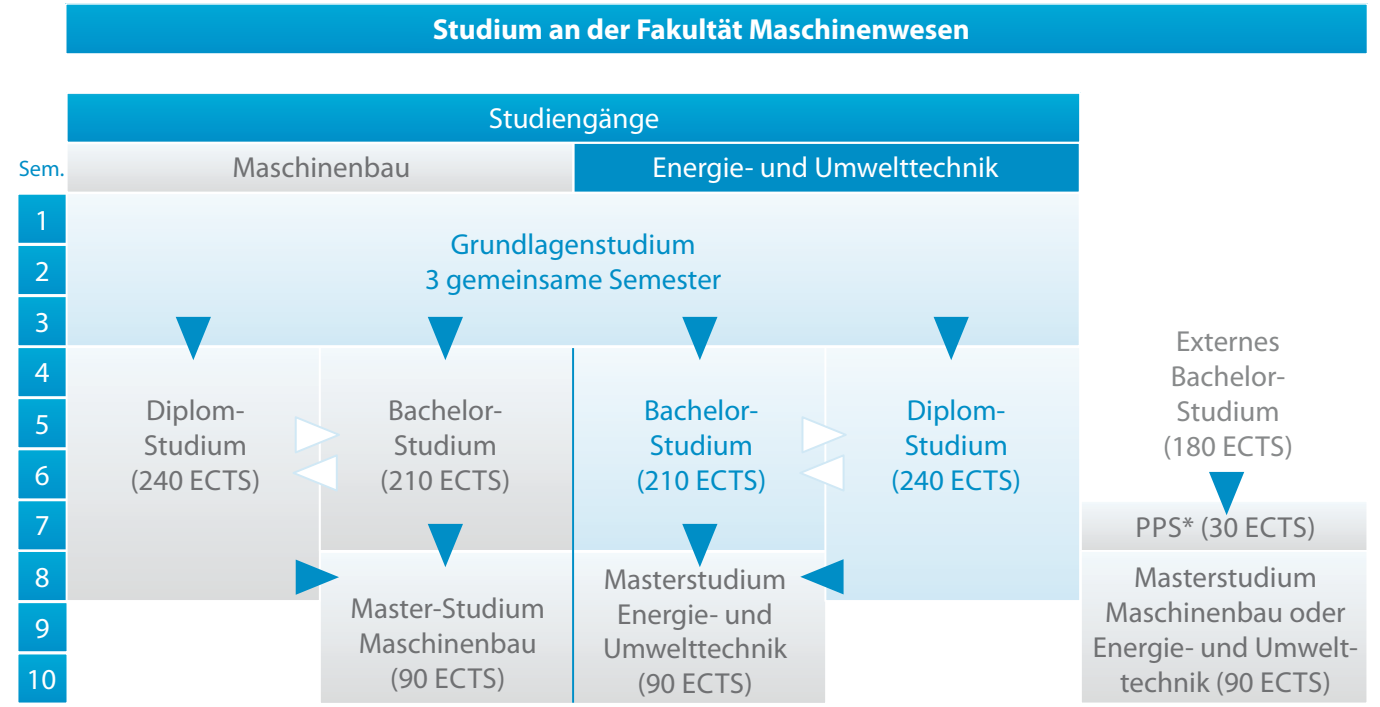 Studium an der Fakultät Maschinenwesen
Studiengänge
Sem.
Maschinenbau
Energie- und Umwelttechnik
1
2
3
4
5
6
7
8
9
10
Grundlagenstudium
3 gemeinsame Semester
Diplom-
Studium
(240 ECTS)
Bachelor-
Studium
(210 ECTS)
Bachelor-
Studium
(210 ECTS)
Diplom-
Studium
(240 ECTS)
Externes
Bachelor-
Studium
(180 ECTS)
PPS* (30 ECTS)
Master-Studium
Maschinenbau
(90 ECTS)
Masterstudium
Energie- und
Umwelttechnik
(90 ECTS)
Masterstudium
Maschinenbau oder
Energie- und Umwelt-
technik (90 ECTS)